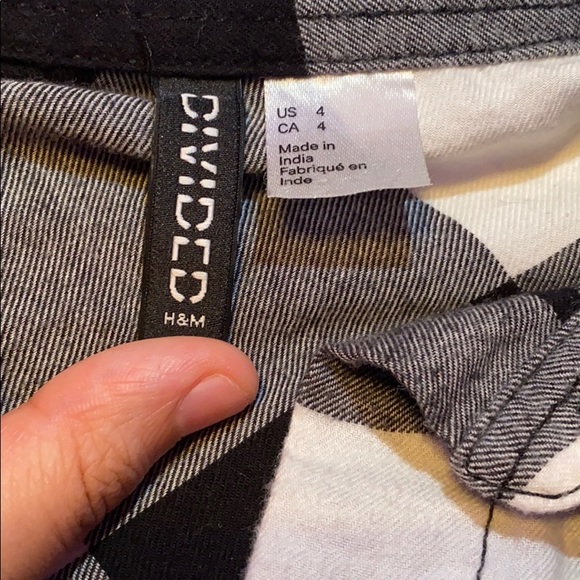 DIVIDED
H&M
US 4
CA 4
Made in
India
Fabriqué en
Inde